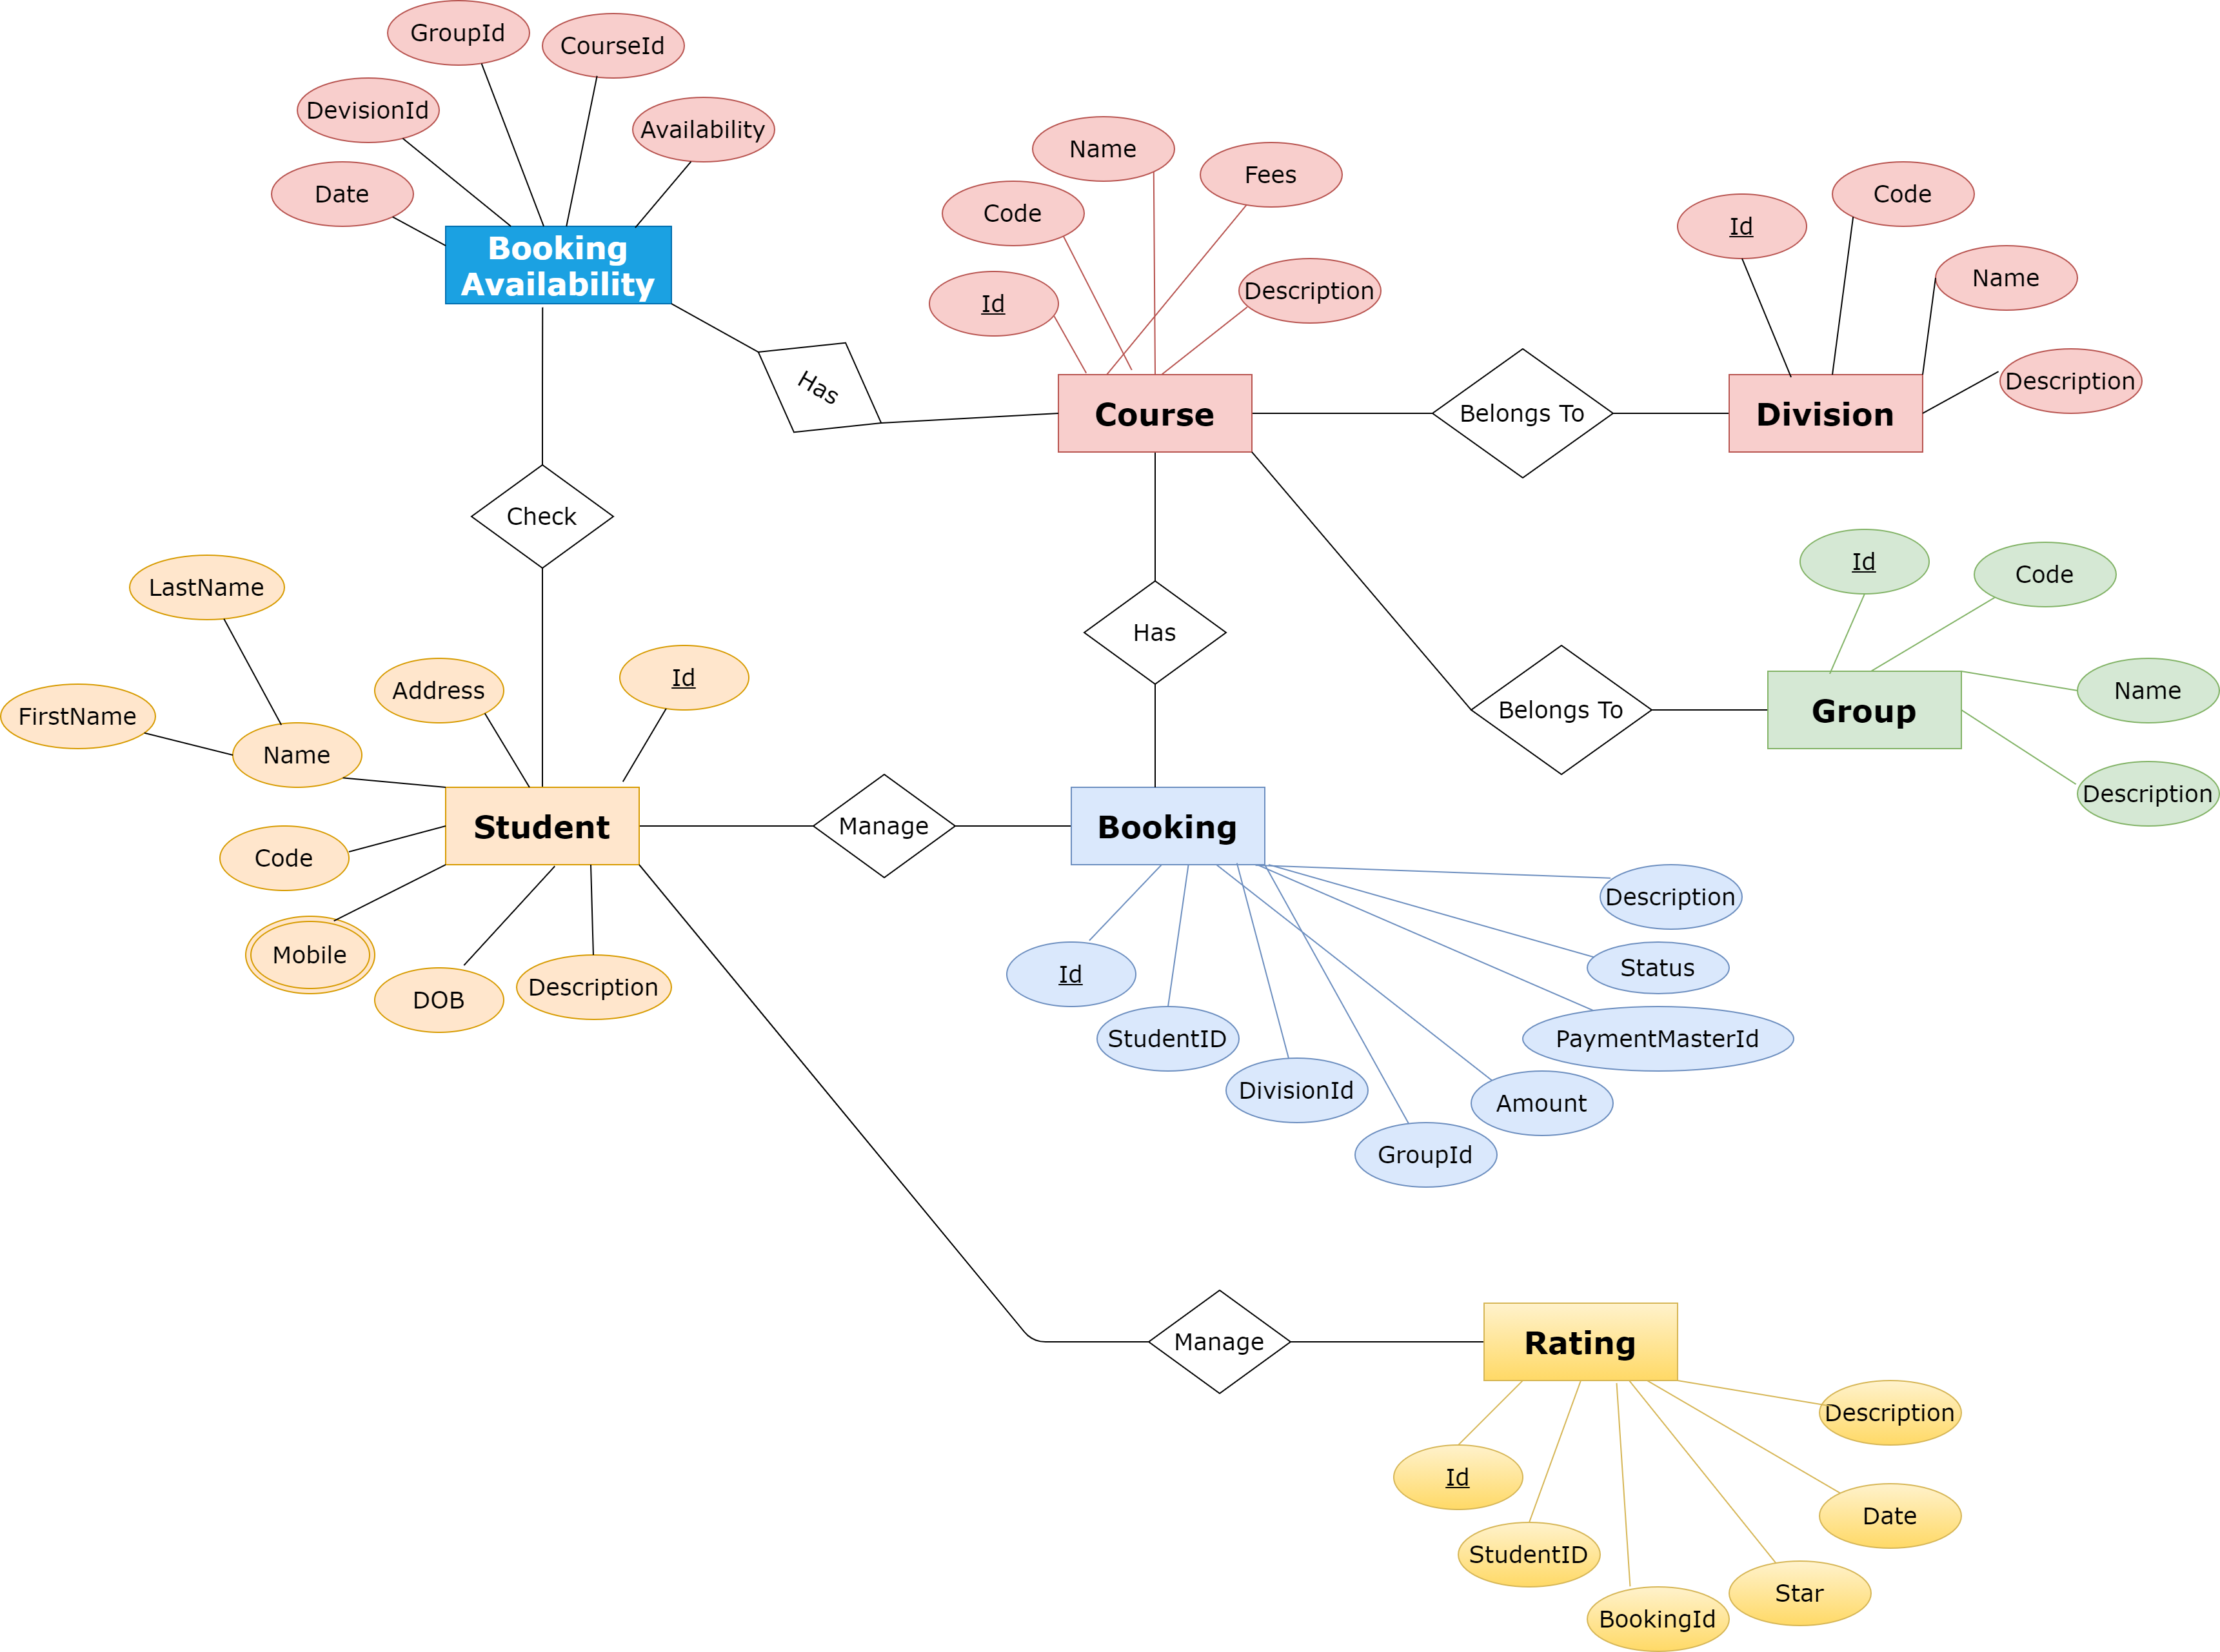 GroupId
CourseId
DevisionId
Availability
Date
Booking
Availability
Name
Fees
Code
Description
Id
Has
Course
Belongs To
Id
Code
Name
Description
Division
Check
Has
Belongs To
Id
Code
Name
Description
Group
LastName
FirstName
Name
Address
Id
Student
Code
Mobile
DOB
Description
Manage
Booking
Description
Status
PaymentMasterId
Amount
GroupId
DivisionId
StudentID
Id
Manage
Rating
Description
Date
Star
BookingId
StudentID
Id